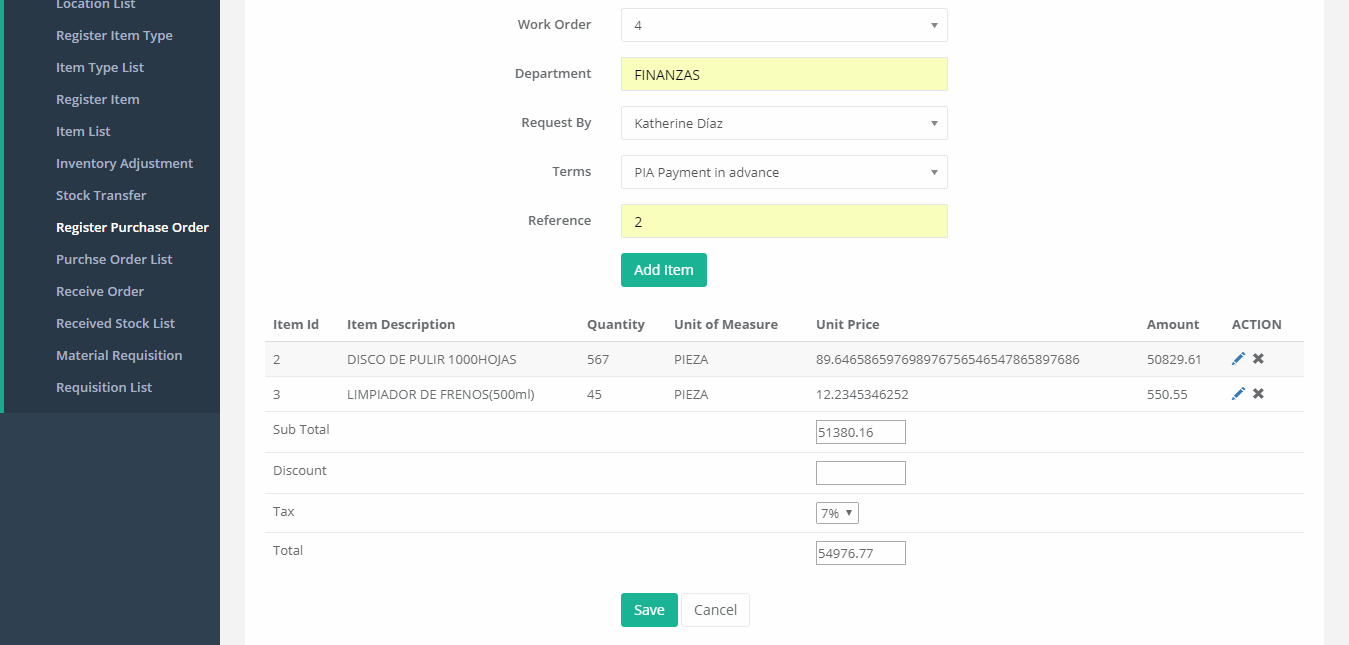 Location List
Register Item Type
Item Type List
Register Item
Item List
Inventory Adjustment
Stock Transfer
Register Purchase Order
Purchse Order List
Receive Order
Received Stock List
Material Requisition
Requisition List
Work Order 4
Department FINANZAS
Request By Katherine Díaz
Terms PIA Payment in advance
Reference 2
Add Item
Item Id Item Description Quantity Unit of Measure Unit Price Amount ACTION
2 DISCO DE PULIR 1000HOJAS 567 PIEZA 89.64658659769897675654654​7865897686 50829.61
3 LIMPIADOR DE FRENOS(500ml) 45 PIEZA 12.2345346252 550.55
Sub Total 51380.16
Discount
Tax 7%
Total 54976.77
Save Cancel